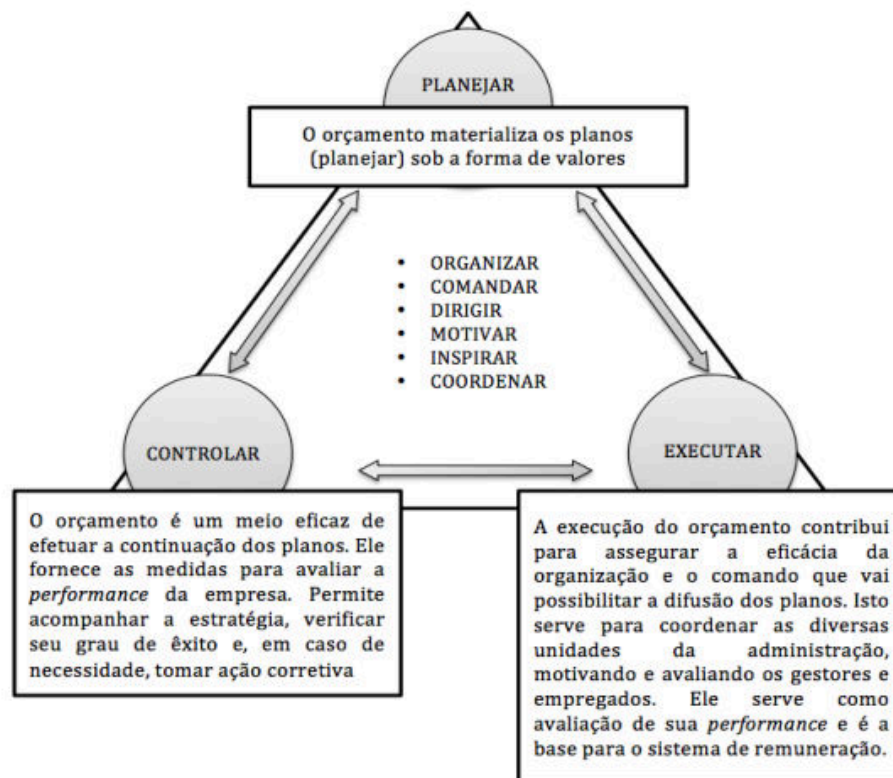 PLANEJAR
O orçamento materializa os planos
(planejar) sob a forma de valores
• ORGANIZAR
• COMANDAR
• DIRIGIR
• MOTIVAR
• INSPIRAR
• COORDENAR
CONTROLAR
O orçamento é um meio eficaz de
efetuar a continuação dos planos. Ele
fornece as medidas para avaliar a
performance da empresa. Permite
acompanhar a estratégia, verificar
seu grau de êxito e, em caso de
necessidade, tomar ação corretiva
EXECUTAR
A execução do orçamento contribui
para assegurar a eficácia da
organização e o comando que vai
possibilitar a difusão dos planos. Isto
serve para coordenar as diversas
unidades da administração,
motivando e avaliando os gestores e
empregados. Ele serve como
avaliação de sua performance e é a
base para o sistema de remuneração.